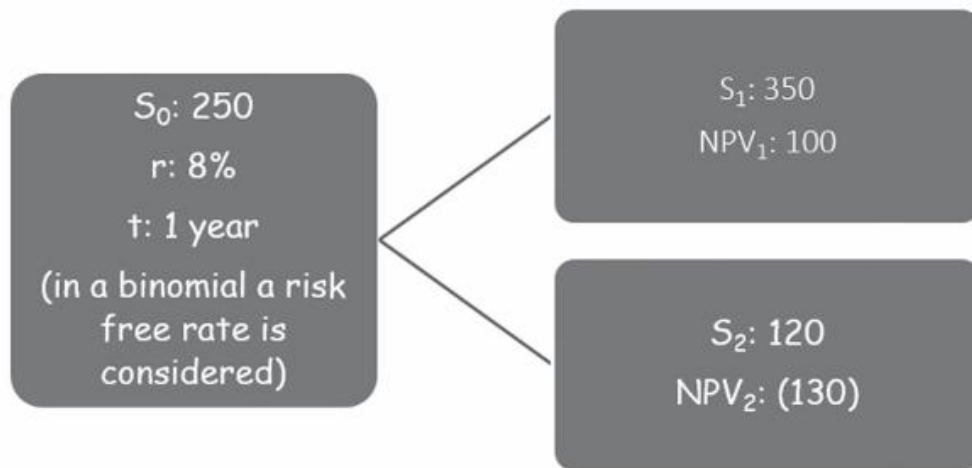 S₀: 250
r: 8%
t: 1 year
(in a binomial a risk
free rate is
considered)
S₁: 350
NPV₁: 100
S₂: 120
NPV₂: (130)